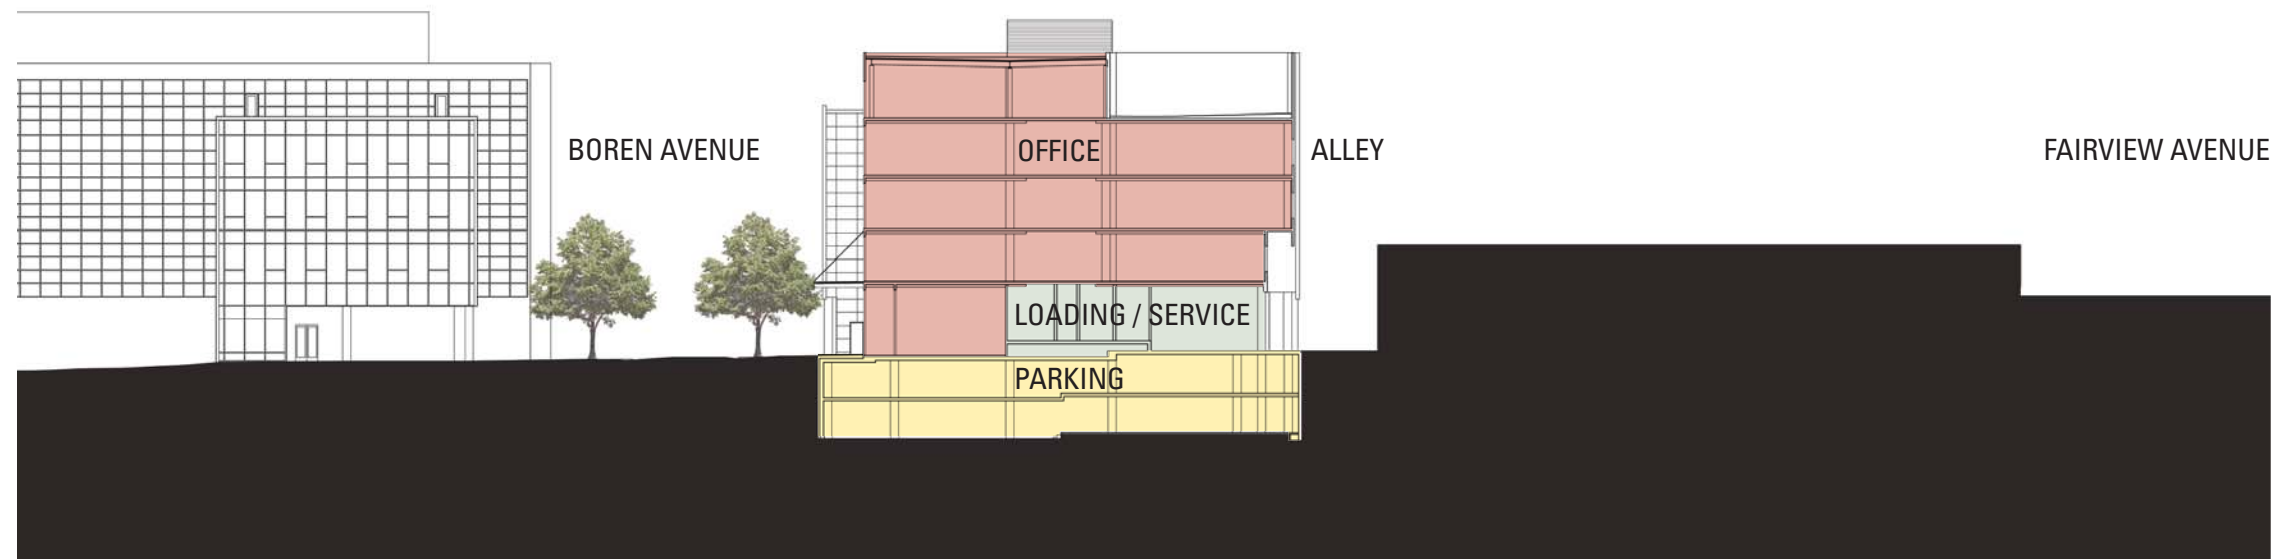 BOREN AVENUE
OFFICE
ALLEY
FAIRVIEW AVENUE
LOADING / SERVICE
PARKING